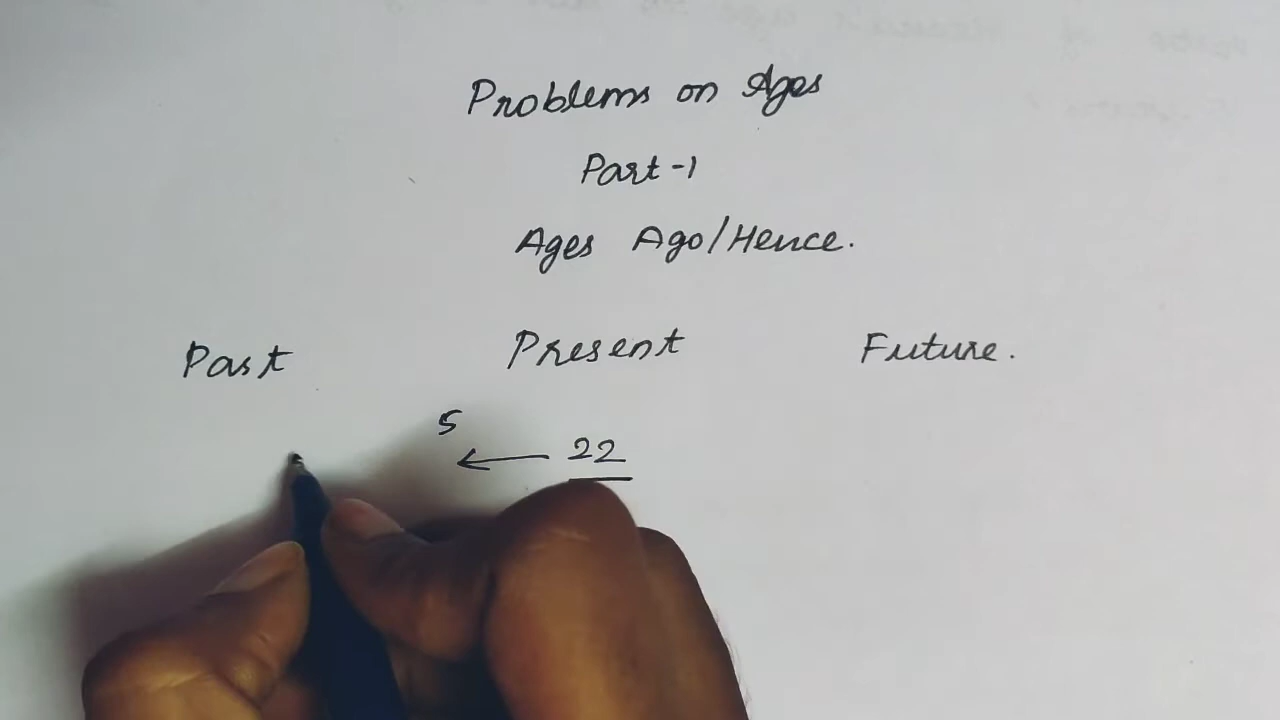 Problems on Ages
Part-1
Ages Ago/Hence.
Past Present Future.
5
← 22